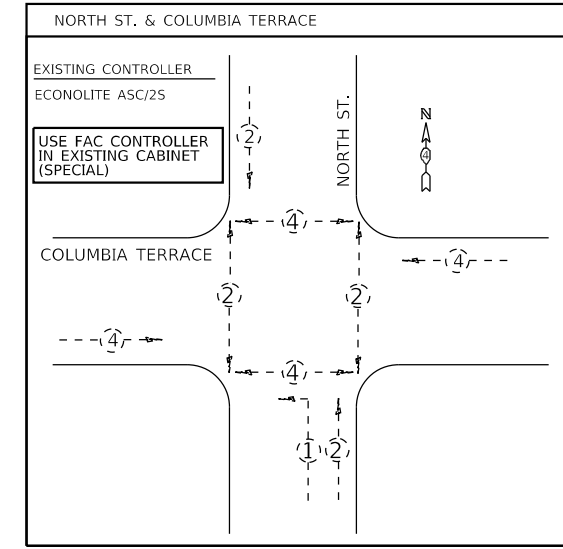 NORTH ST. & COLUMBIA TERRACE
EXISTING CONTROLLER
ECONOLITE ASC/2S
USE FAC CONTROLLER
IN EXISTING CABINET
(SPECIAL)
2
NORTH ST.
N
4
4
COLUMBIA TERRACE
4
2
2
4
4
1
2